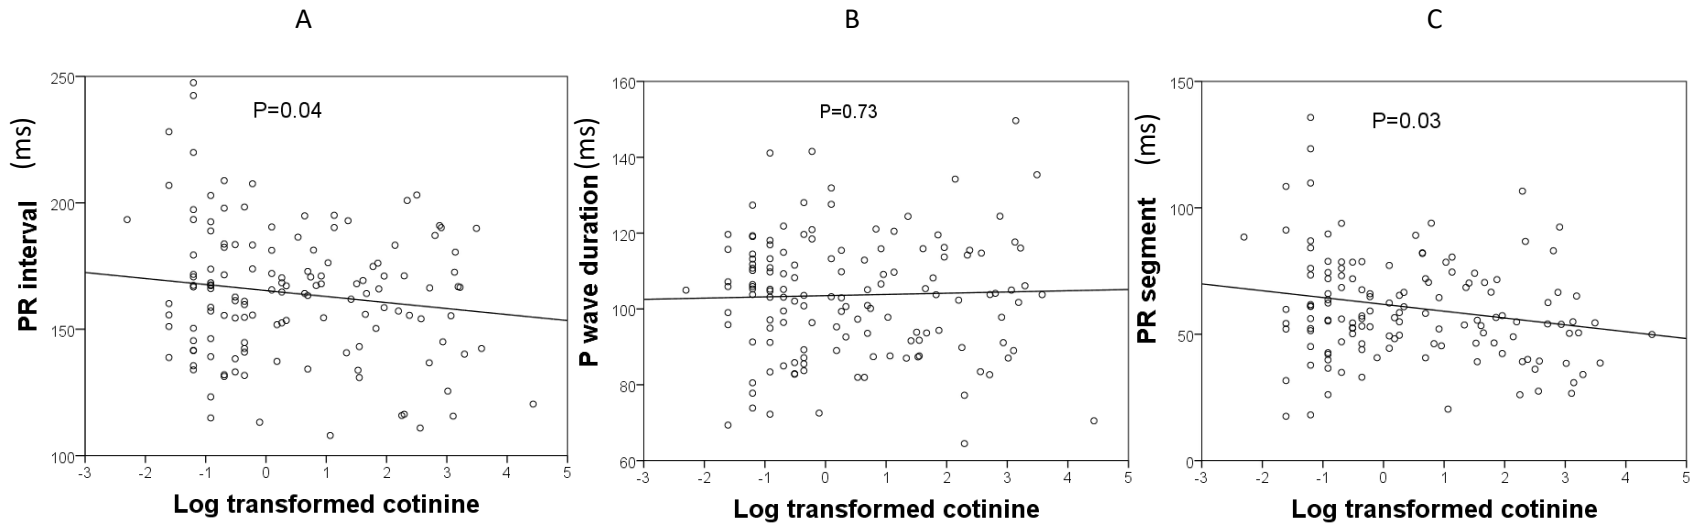 A
250
200
150
100
P=0.04
PR interval (ms)
-3 -2 -1 0 1 2 3 4 5
Log transformed cotinine
B
160
140
120
100
80
60
P=0.73
P wave duration (ms)
-3 -2 -1 0 1 2 3 4 5
Log transformed cotinine
C
150
100
50
0
P=0.03
PR segment (ms)
-3 -2 -1 0 1 2 3 4 5
Log transformed cotinine